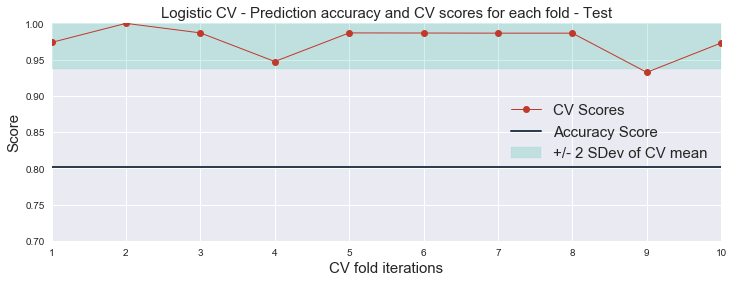 Logistic CV - Prediction accuracy and CV scores for each fold - Test
1.00
0.95
0.90
0.85
0.80
0.75
0.70
Score
CV Scores
Accuracy Score
+/- 2 SDev of CV mean
1 2 3 4 5 6 7 8 9 10
CV fold iterations